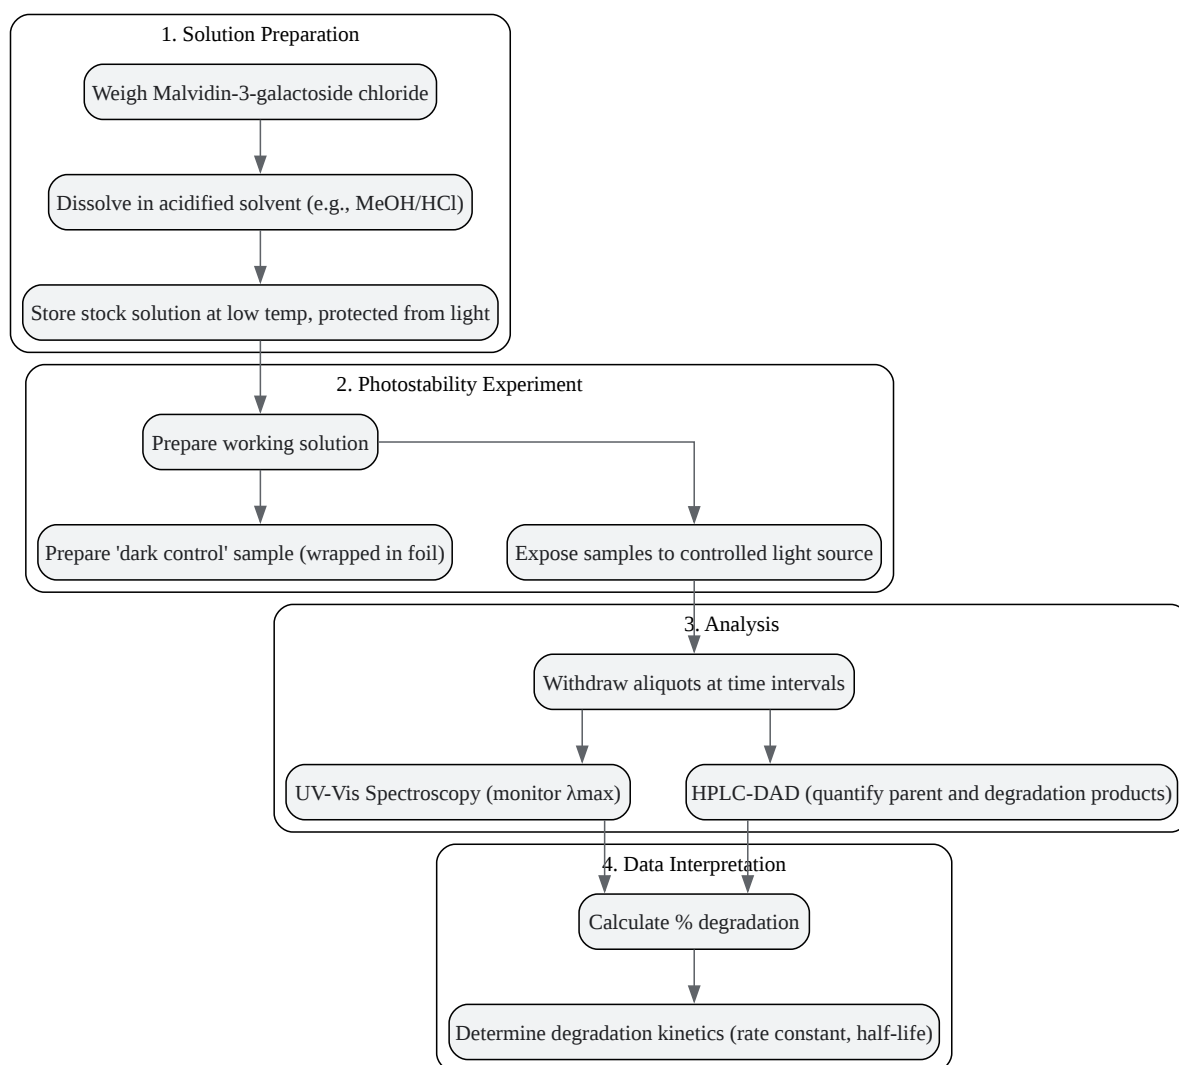 1. Solution Preparation
Weigh Malvidin-3-galactoside chloride
Dissolve in acidified solvent (e.g., MeOH/HCl)
Store stock solution at low temp, protected from light
2. Photostability Experiment
Prepare working solution
Prepare 'dark control' sample (wrapped in foil)
Expose samples to controlled light source
3. Analysis
Withdraw aliquots at time intervals
UV-Vis Spectroscopy (monitor λmax)
HPLC-DAD (quantify parent and degradation products)
4. Data Interpretation
Calculate % degradation
Determine degradation kinetics (rate constant, half-life)